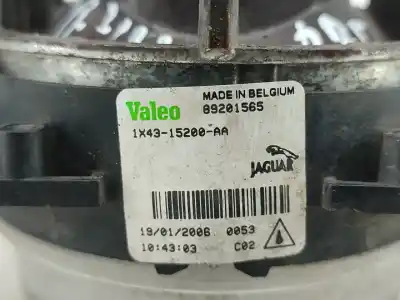 Valeo
MADE IN BELGIUM
89201565
1X43-15200-AA
JAGUAR
19/01/2006 0053
10:43:03 C02